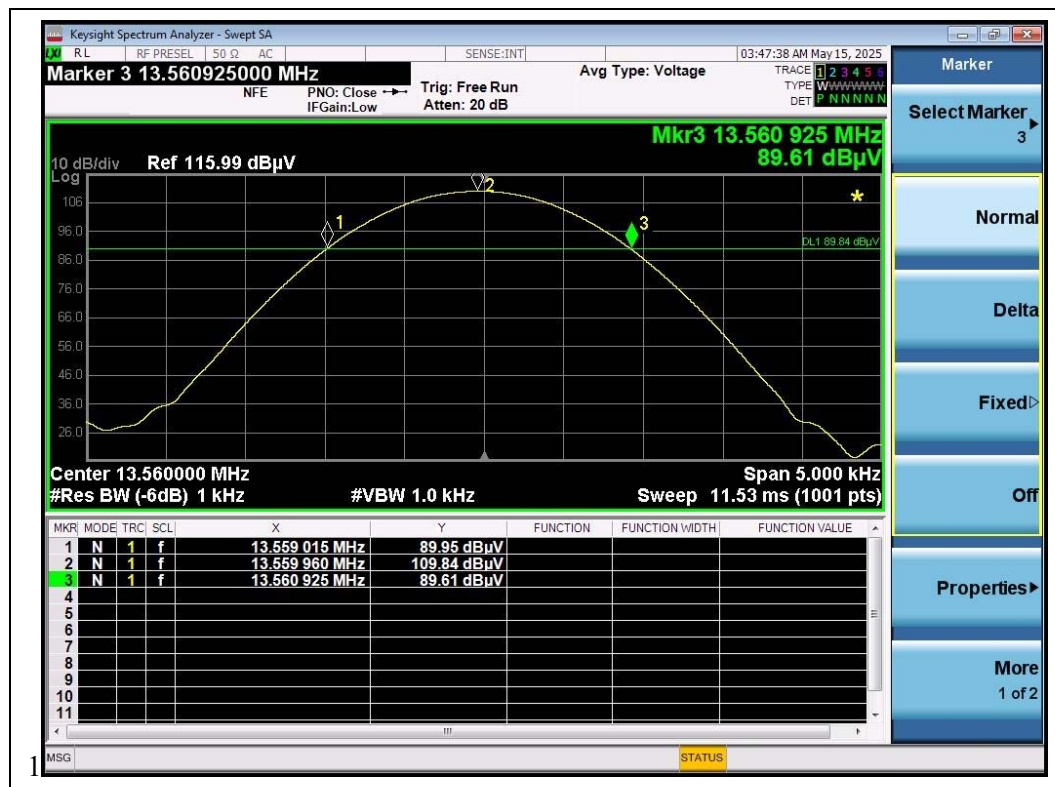 Keysight Spectrum Analyzer - Swept SA
LXI RL RF PRESEL 50 Ω AC SENSE:INT 03:47:38 AM May 15, 2025
Marker 3 13.560925000 MHz
NFE
PNO: Close
IFGain:Low
Trig: Free Run
Atten: 20 dB
Avg Type: Voltage
TRACE 1 2 3 4 5 6
TYPE WWWWWW
DET P N N N N N
Mkr3 13.560 925 MHz
89.61 dBµV
10 dB/div Ref 115.99 dBµV
Log
106
96.0
86.0
76.0
66.0
56.0
46.0
36.0
26.0
1
2
3
*
DL1 89.84 dBµV
Center 13.560000 MHz Span 5.000 kHz
#Res BW (-6dB) 1 kHz #VBW 1.0 kHz Sweep 11.53 ms (1001 pts)
MKR MODE TRC SCL X Y FUNCTION FUNCTION WIDTH FUNCTION VALUE
1 N 1 f 13.559 015 MHz 89.95 dBµV
2 N 1 f 13.559 960 MHz 109.84 dBµV
3 N 1 f 13.560 925 MHz 89.61 dBµV
4
5
6
7
8
9
10
11
MSG STATUS
Marker
Select Marker
3
Normal
Delta
Fixed
Off
Properties
More
1 of 2
1